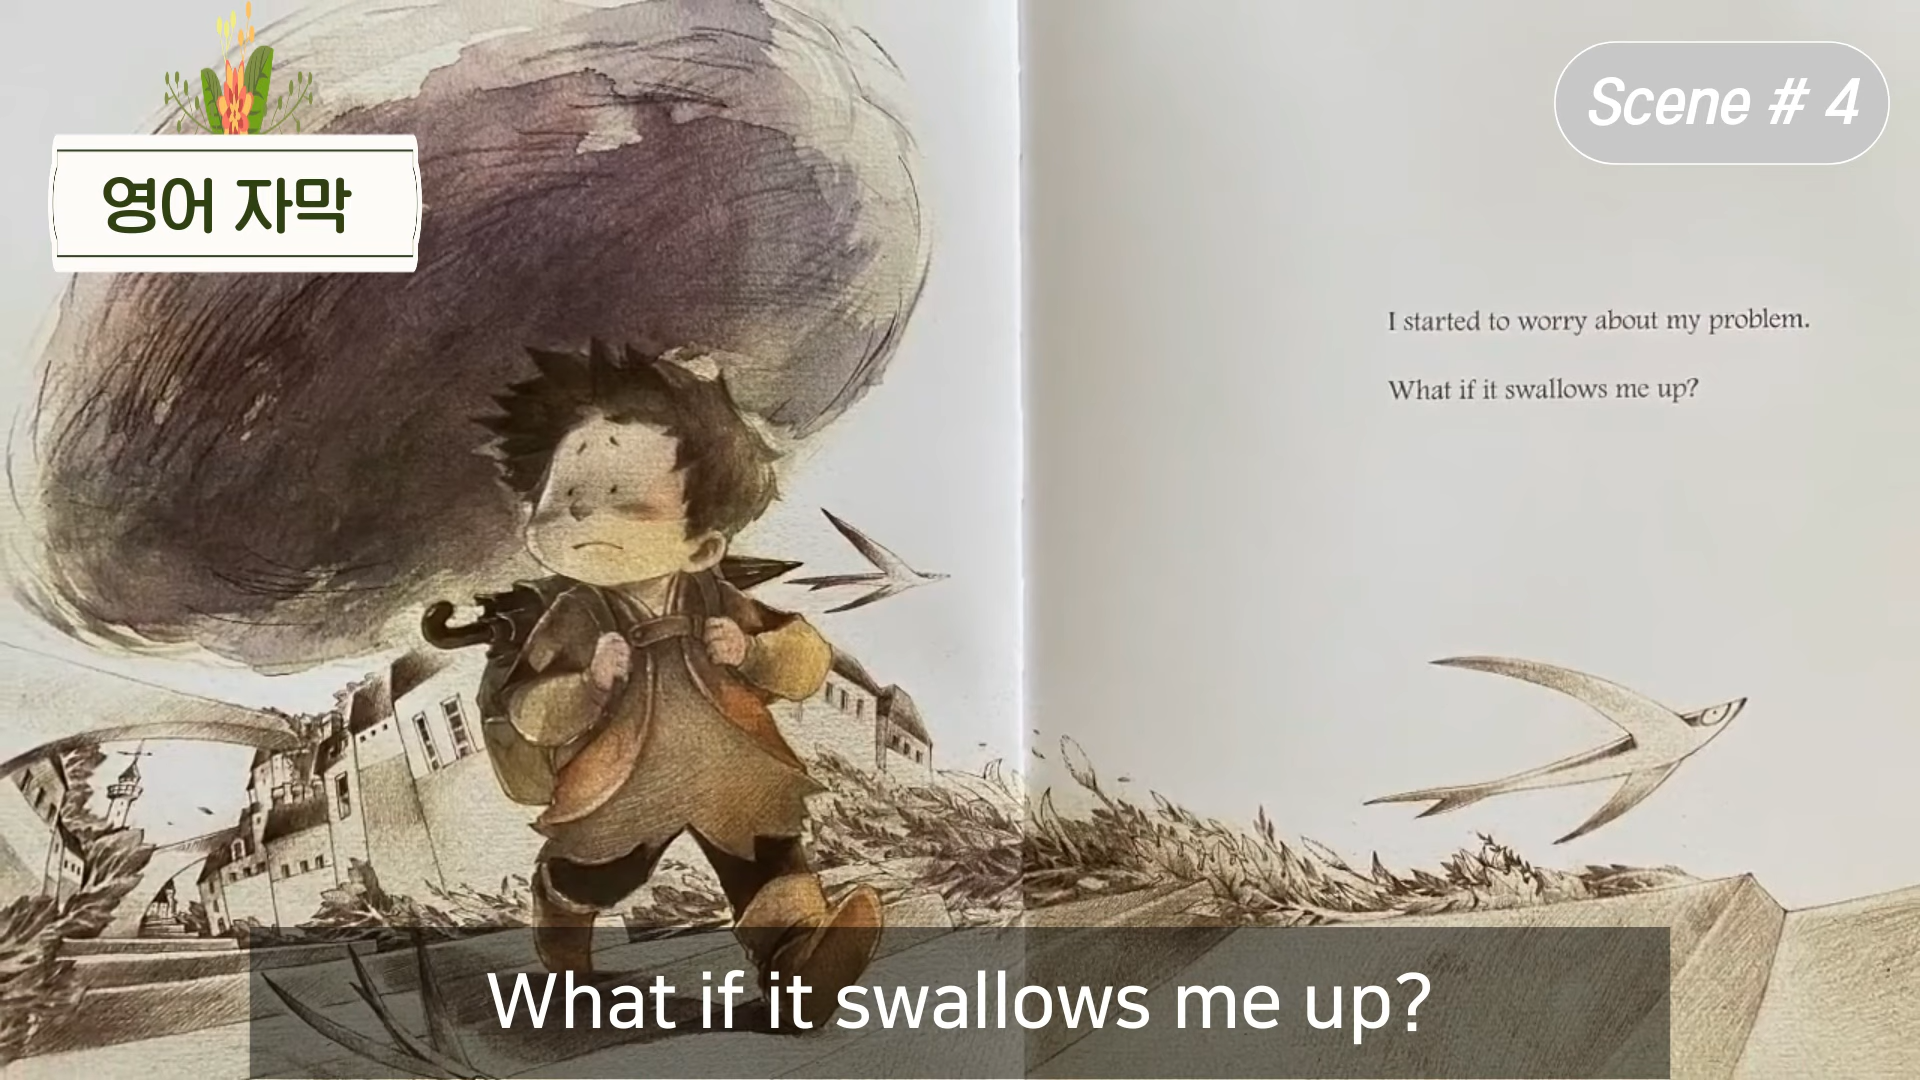 영어 자막
Scene # 4
I started to worry about my problem.
What if it swallows me up?
What if it swallows me up?